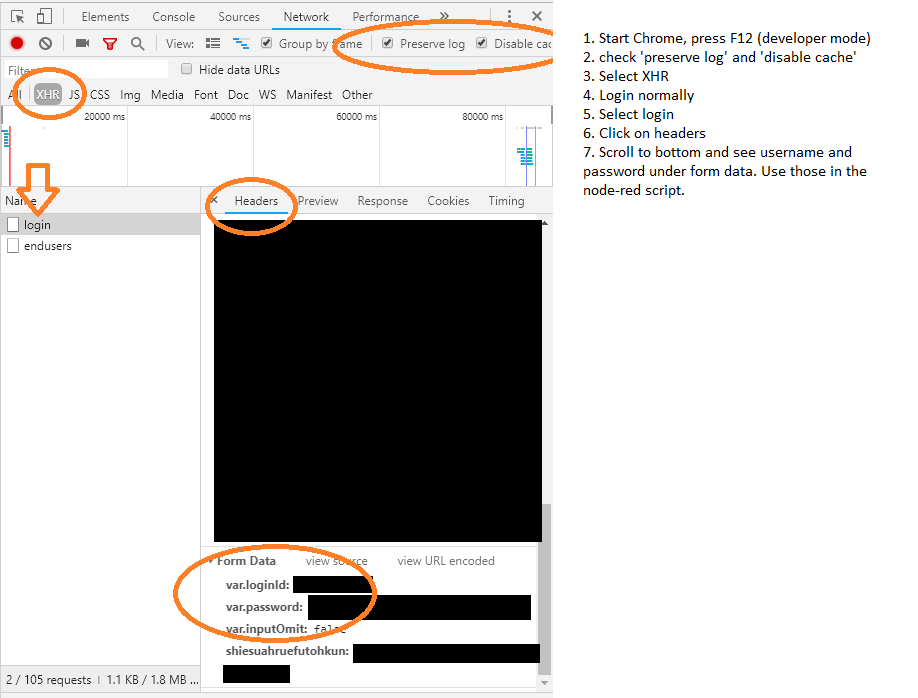 Elements Console Sources Network Performance »
View: Group by frame Preserve log Disable cac
Filter Hide data URLs
All XHR JS CSS Img Media Font Doc WS Manifest Other
20000 ms 40000 ms 60000 ms 80000 ms
Name
× Headers Preview Response Cookies Timing
login
endusers
Form Data view source view URL encoded
var.loginId:
var.password:
var.inputOmit: false
shiesuahruefutohkun:
2 / 105 requests | 1.1 KB / 1.8 MB ...
1. Start Chrome, press F12 (developer mode)
2. check 'preserve log' and 'disable cache'
3. Select XHR
4. Login normally
5. Select login
6. Click on headers
7. Scroll to bottom and see username and
password under form data. Use those in the
node-red script.